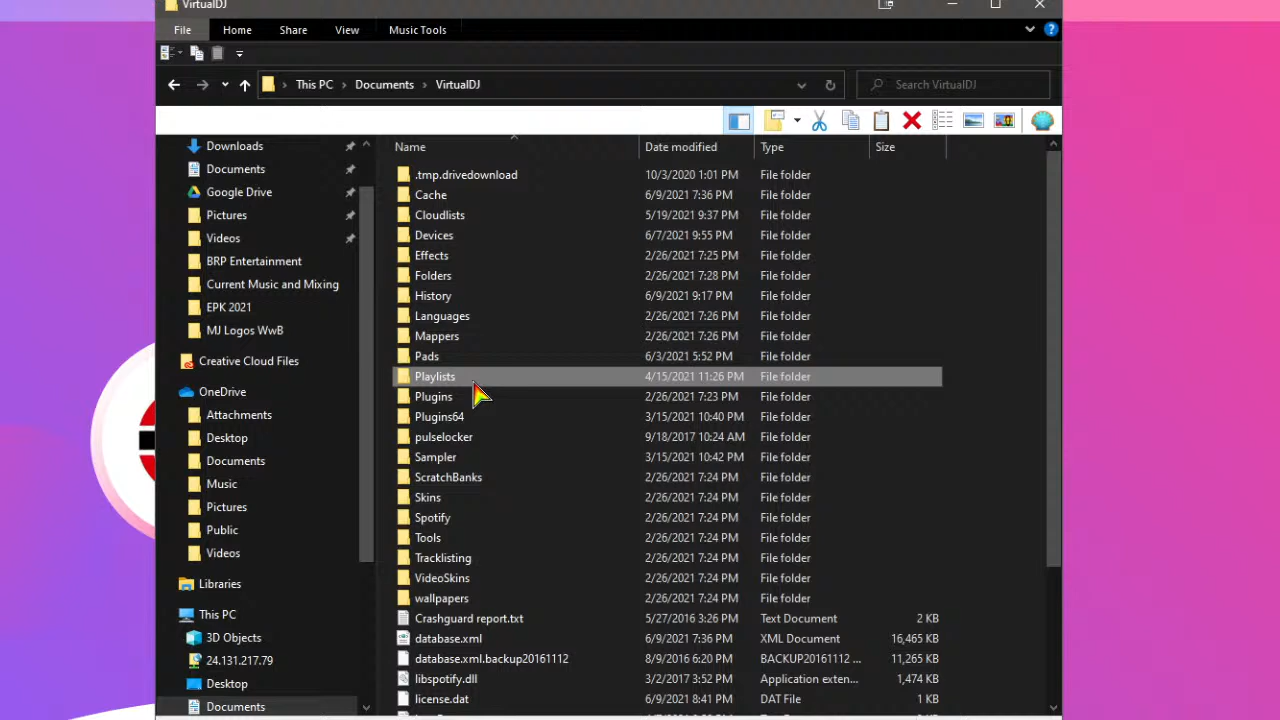 VirtualDJ
File Home Share View Music Tools
This PC Documents VirtualDJ Search VirtualDJ
Name Date modified Type Size
Downloads
Documents
Google Drive
Pictures
Videos
BRP Entertainment
Current Music and Mixing
EPK 2021
MJ Logos WwB
Creative Cloud Files
OneDrive
Attachments
Desktop
Documents
Music
Pictures
Public
Videos
Libraries
This PC
3D Objects
24.131.217.79
Desktop
Documents
.tmp.drivedownload 10/3/2020 1:01 PM File folder
Cache 6/9/2021 7:36 PM File folder
Cloudlists 5/19/2021 9:37 PM File folder
Devices 6/7/2021 9:55 PM File folder
Effects 2/26/2021 7:25 PM File folder
Folders 2/26/2021 7:28 PM File folder
History 6/9/2021 9:17 PM File folder
Languages 2/26/2021 7:26 PM File folder
Mappers 2/26/2021 7:26 PM File folder
Pads 6/3/2021 5:52 PM File folder
Playlists 4/15/2021 11:26 PM File folder
Plugins 2/26/2021 7:23 PM File folder
Plugins64 3/15/2021 10:40 PM File folder
pulselocker 9/18/2017 10:24 AM File folder
Sampler 3/15/2021 10:42 PM File folder
ScratchBanks 2/26/2021 7:24 PM File folder
Skins 2/26/2021 7:24 PM File folder
Spotify 2/26/2021 7:24 PM File folder
Tools 2/26/2021 7:24 PM File folder
Tracklisting 2/26/2021 7:24 PM File folder
VideoSkins 2/26/2021 7:24 PM File folder
wallpapers 2/26/2021 7:24 PM File folder
Crashguard report.txt 5/27/2016 3:26 PM Text Document 2 KB
database.xml 6/9/2021 7:36 PM XML Document 16,465 KB
database.xml.backup20161112 8/9/2016 6:20 PM BACKUP20161112 ... 11,265 KB
libspotify.dll 3/2/2017 3:52 PM Application exten... 1,474 KB
license.dat 6/9/2021 8:41 PM DAT File 1 KB